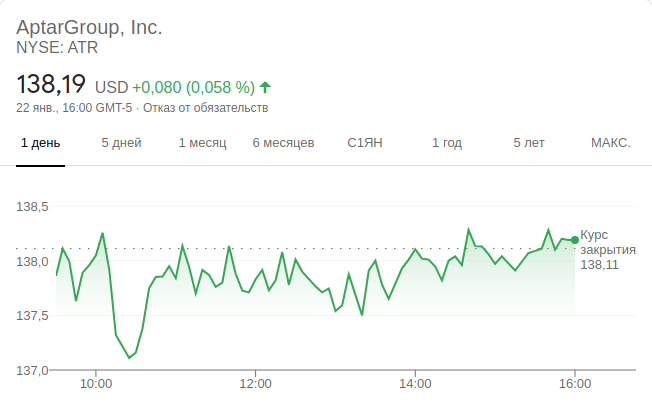 AptarGroup, Inc.
NYSE: ATR
138,19 USD +0,080 (0,058 %)
22 янв., 16:00 GMT-5 · Отказ от обязательств
1 день 5 дней 1 месяц 6 месяцев С1ЯН 1 год 5 лет МАКС.
138,5
138,0
137,5
137,0
Курс
закрытия
138,11
10:00 12:00 14:00 16:00